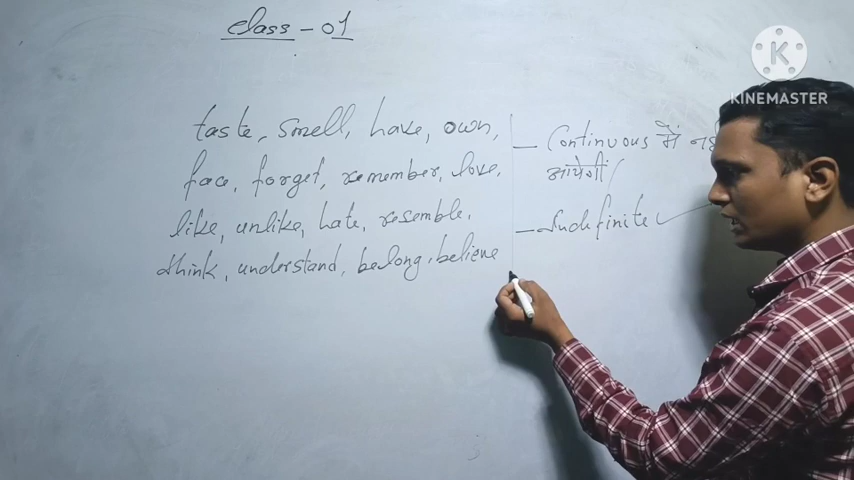 class - 01
taste, smell, have, own,
face, forget, remember, love,
like, unlike, hate, resemble,
think, understand, belong, believe
- Continuous में
आयेगी
- Indefinite
KINEMASTER